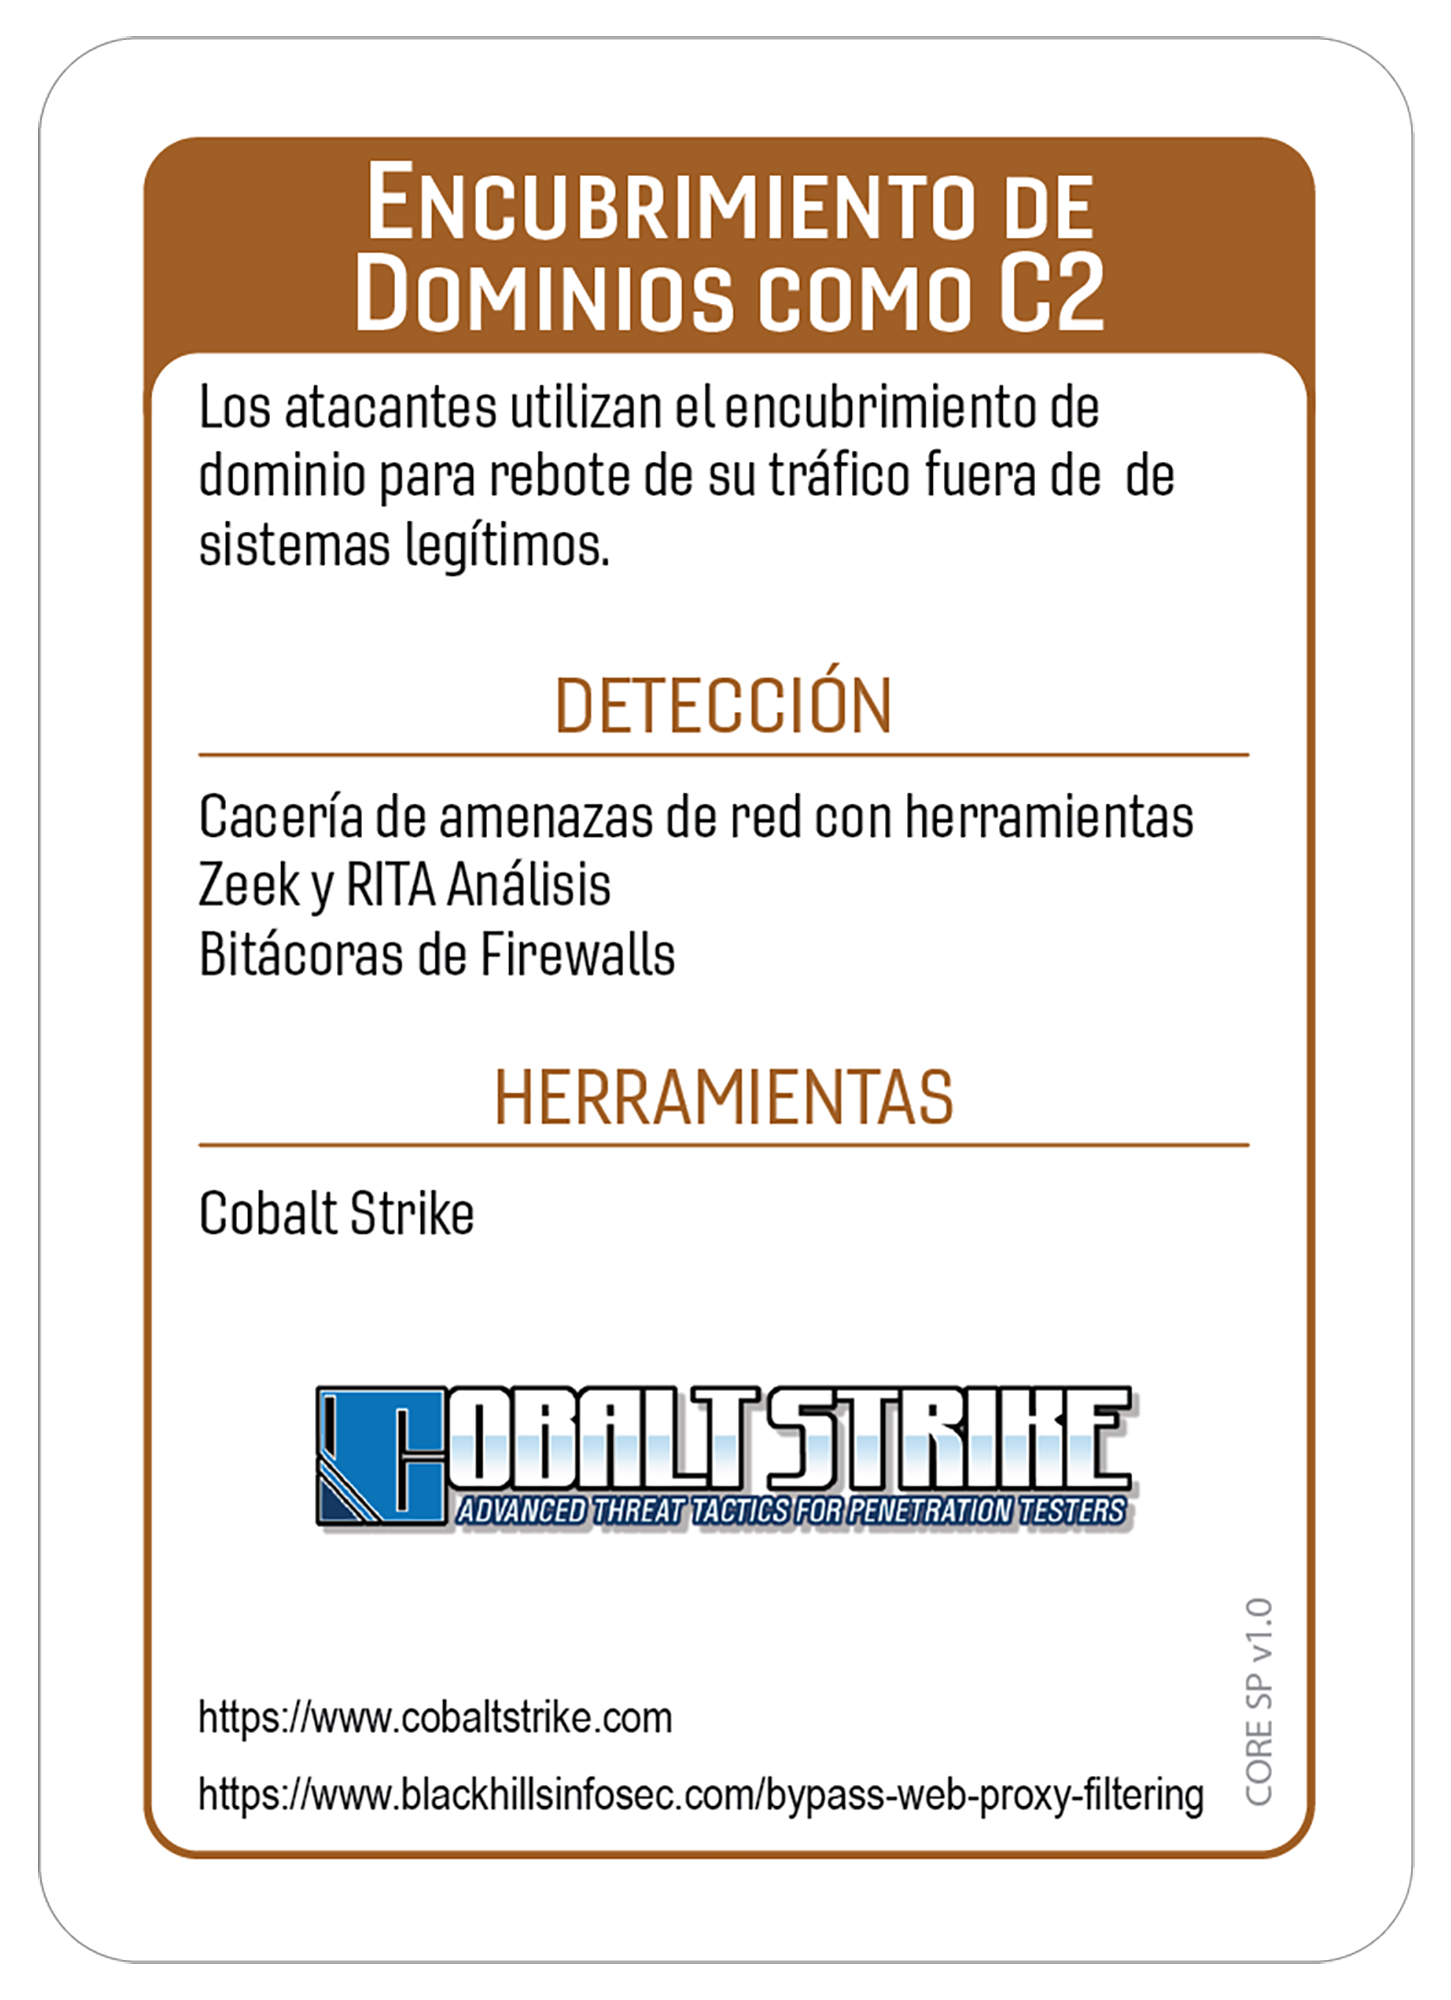 Encubrimiento de
Dominios como C2
Los atacantes utilizan el encubrimiento de
dominio para rebote de su tráfico fuera de  de
sistemas legítimos.
DETECCIÓN
Cacería de amenazas de red con herramientas
Zeek y RITA Análisis
Bitácoras de Firewalls
HERRAMIENTAS
Cobalt Strike
COBALT STRIKE
ADVANCED THREAT TACTICS FOR PENETRATION TESTERS
https://www.cobaltstrike.com
https://www.blackhillsinfosec.com/bypass-web-proxy-filtering
CORE SP v1.0